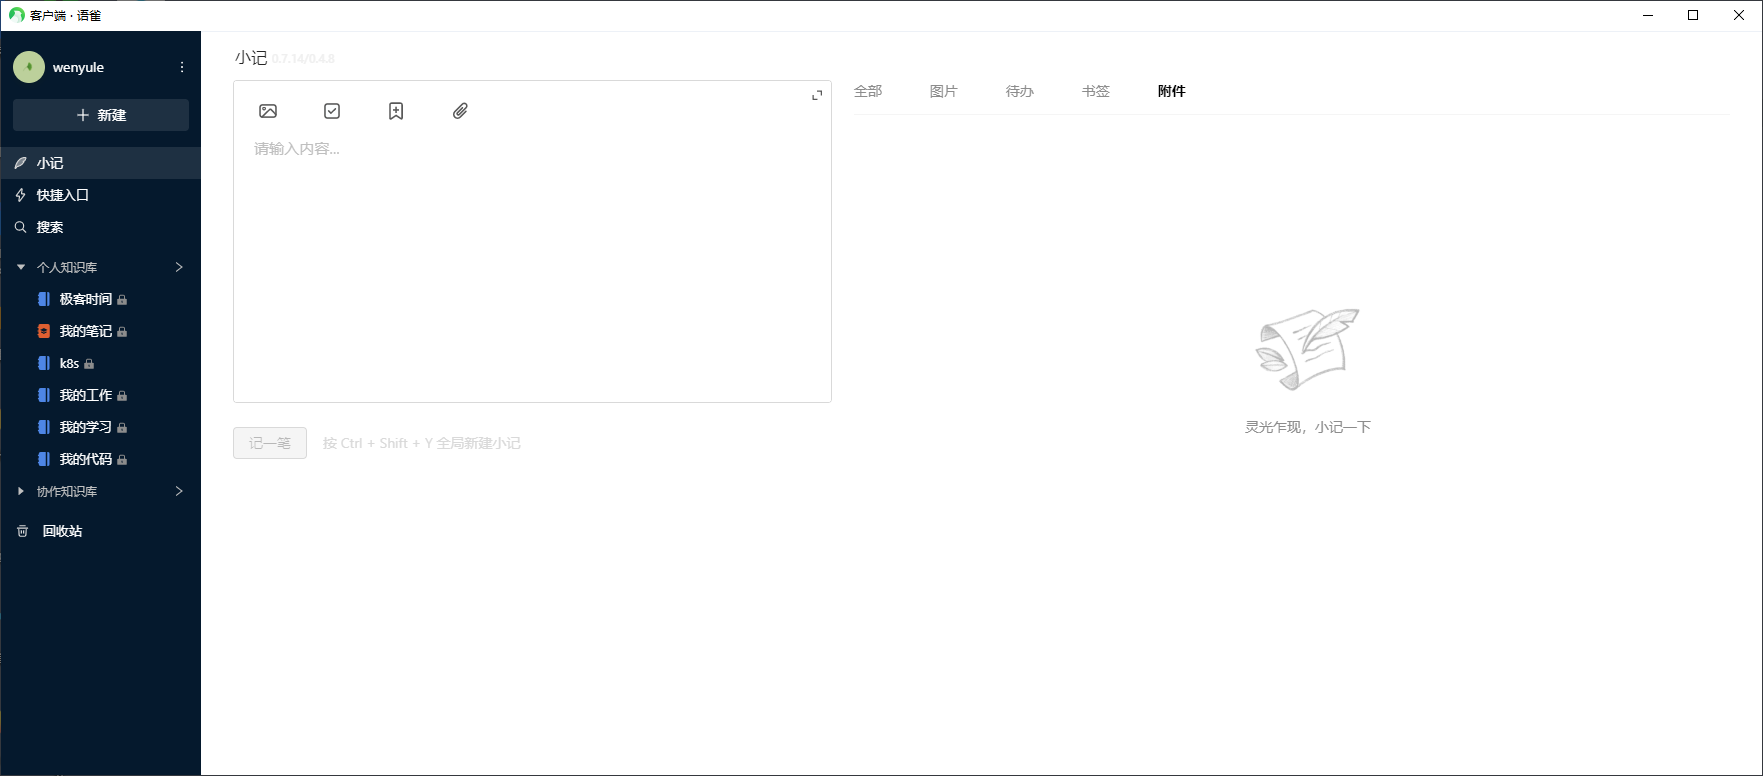 客户端 · 语雀
wenyule
新建
小记
快捷入口
搜索
个人知识库
极客时间
我的笔记
k8s
我的工作
我的学习
我的代码
协作知识库
回收站
小记 0.7.14/0.4.8
请输入内容...
记一笔 按 Ctrl + Shift + Y 全局新建小记
全部 图片 待办 书签 附件
灵光乍现，小记一下